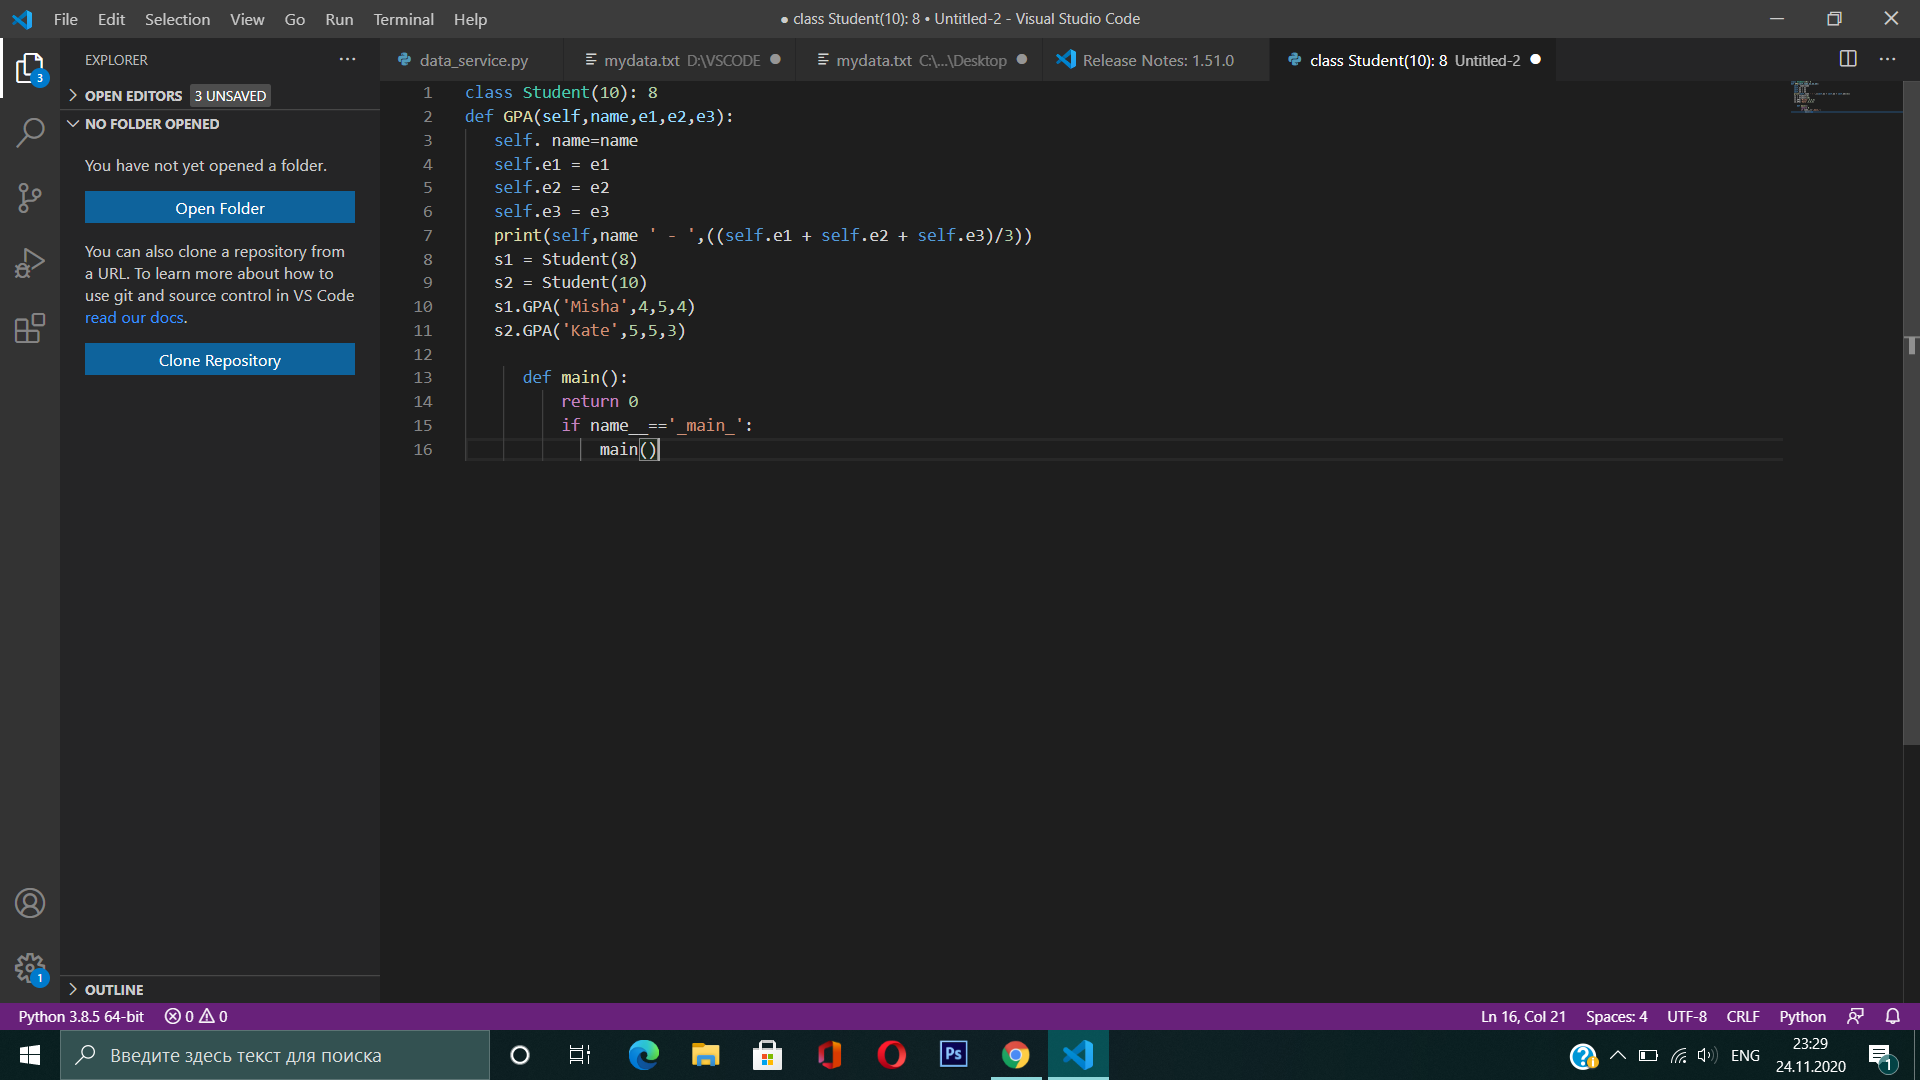 File Edit Selection View Go Run Terminal Help
● class Student(10): 8 • Untitled-2 - Visual Studio Code
EXPLORER
data_service.py
mydata.txt D:\VSCODE
mydata.txt C:\...\Desktop
Release Notes: 1.51.0
class Student(10): 8 Untitled-2
3
OPEN EDITORS 3 UNSAVED
NO FOLDER OPENED
You have not yet opened a folder.
Open Folder
You can also clone a repository from
a URL. To learn more about how to
use git and source control in VS Code
read our docs.
Clone Repository
1 class Student(10): 8
2 def GPA(self,name,e1,e2,e3):
3 self. name=name
4 self.e1 = e1
5 self.e2 = e2
6 self.e3 = e3
7 print(self,name ' - ',((self.e1 + self.e2 + self.e3)/3))
8 s1 = Student(8)
9 s2 = Student(10)
10 s1.GPA('Misha',4,5,4)
11 s2.GPA('Kate',5,5,3)
12
13 def main():
14 return 0
15 if name__=='_main_':
16 main()
1
OUTLINE
Python 3.8.5 64-bit 0 0
Ln 16, Col 21 Spaces: 4 UTF-8 CRLF Python
Введите здесь текст для поиска
Ps
ENG
23:29
24.11.2020
1